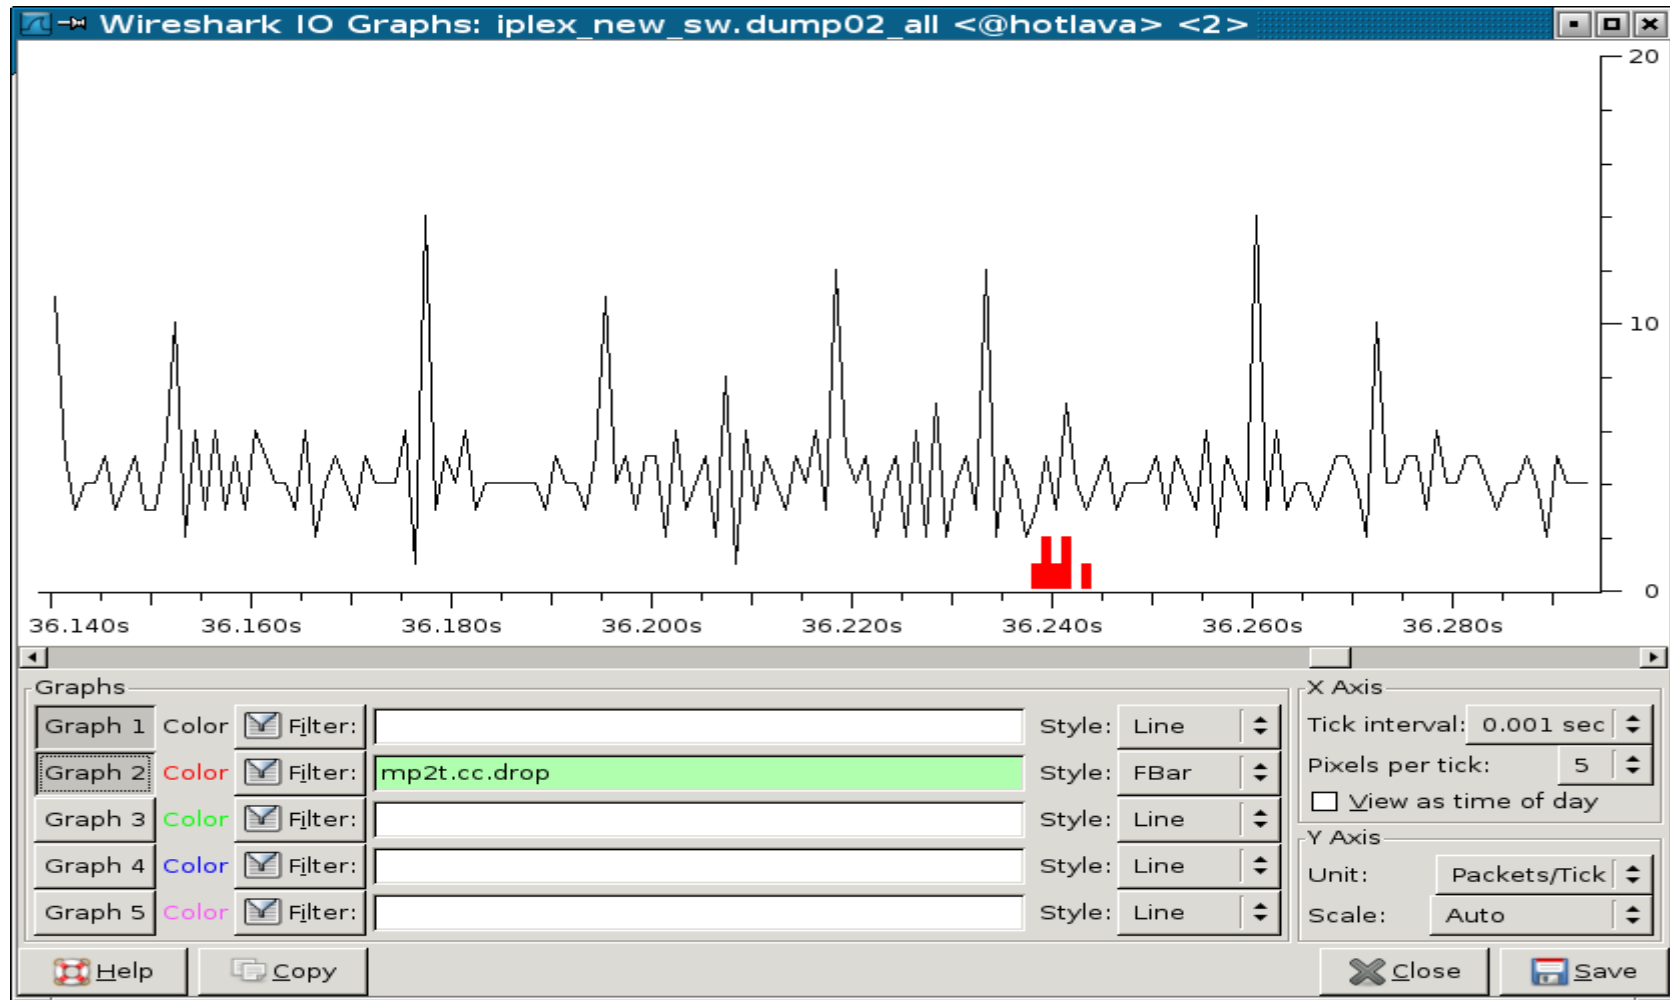 Wireshark IO Graphs: iplex_new_sw.dump02_all <@hotlava> <2>
20
10
0
36.140s 36.160s 36.180s 36.200s 36.220s 36.240s 36.260s 36.280s
Graphs
Graph 1 Color Filter: Style: Line
Graph 2 Color Filter: mp2t.cc.drop Style: FBar
Graph 3 Color Filter: Style: Line
Graph 4 Color Filter: Style: Line
Graph 5 Color Filter: Style: Line
X Axis
Tick interval: 0.001 sec
Pixels per tick: 5
View as time of day
Y Axis
Unit: Packets/Tick
Scale: Auto
Help Copy Close Save